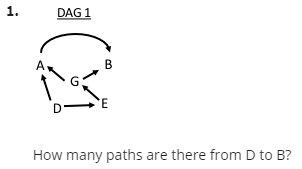 1. DAG 1
A B
G
D E
How many paths are there from D to B?